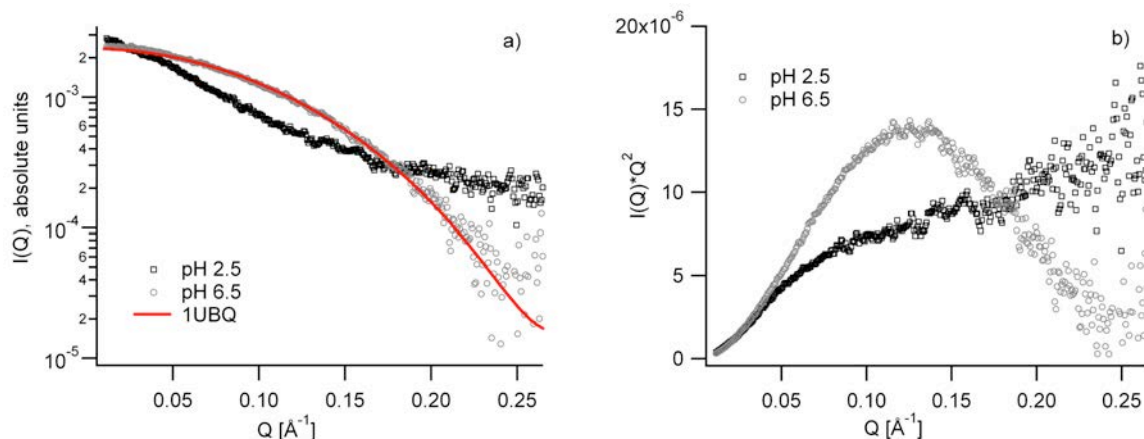 a)
I(Q), absolute units
2
10⁻³
6
4
2
10⁻⁴
6
4
2
10⁻⁵
pH 2.5
pH 6.5
1UBQ
0.05 0.10 0.15 0.20 0.25
Q [Å⁻¹]
b)
I(Q)*Q²
20x10⁻⁶
15
10
5
0
pH 2.5
pH 6.5
0.05 0.10 0.15 0.20 0.25
Q [Å⁻¹]